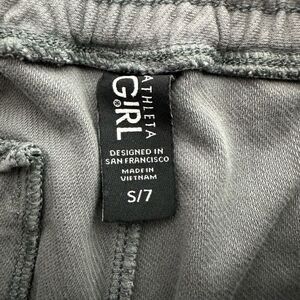 ATHLETA
GIRL
DESIGNED IN
SAN FRANCISCO
MADE IN
VIETNAM
S/7